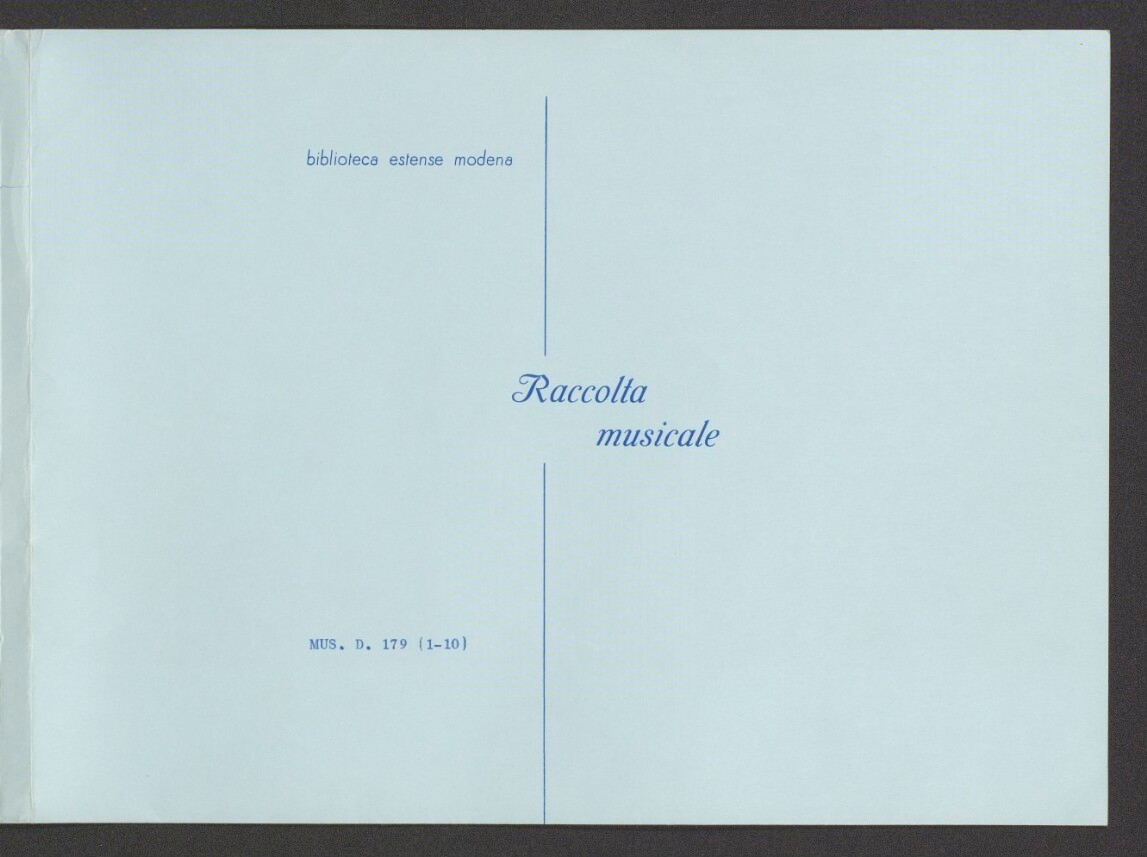 biblioteca estense modena
Raccolta
musicale
MUS. D. 179 (1-10)